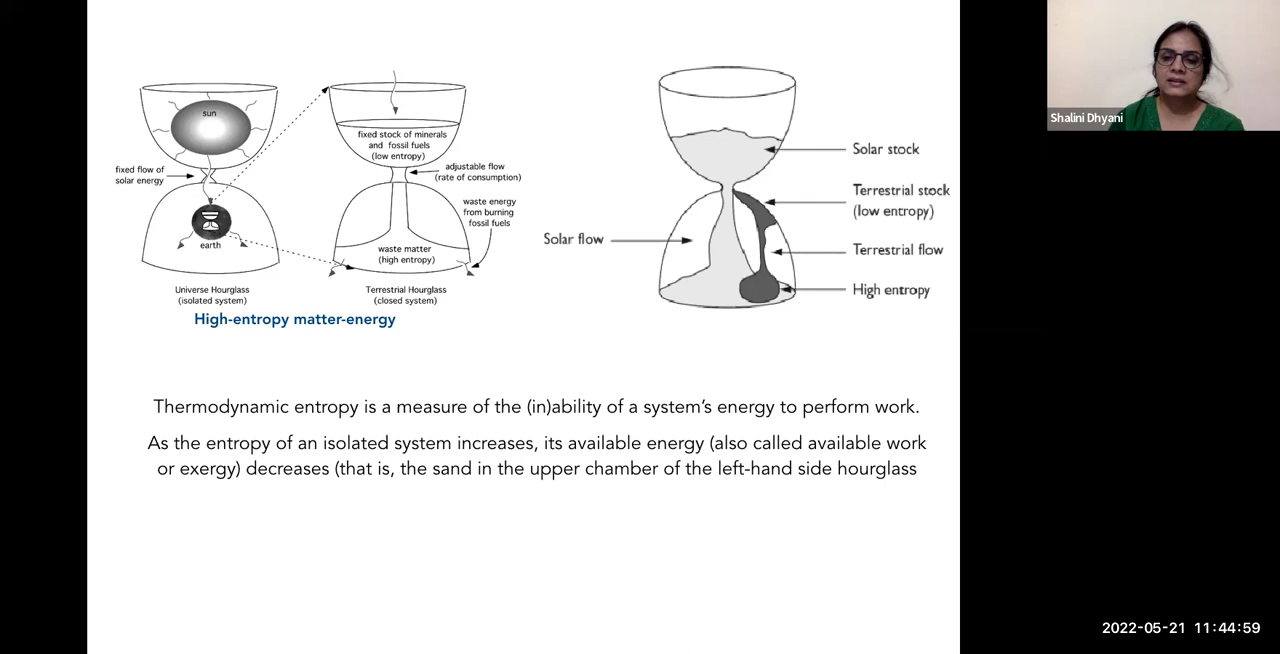 sun
fixed flow of
solar energy
earth
Universe Hourglass
(isolated system)
fixed stock of minerals
and fossil fuels
(low entropy)
adjustable flow
(rate of consumption)
waste energy
from burning
fossil fuels
waste matter
(high entropy)
Terrestrial Hourglass
(closed system)
High-entropy matter-energy
Solar stock
Terrestrial stock
(low entropy)
Solar flow
Terrestrial flow
High entropy
Thermodynamic entropy is a measure of the (in)ability of a system’s energy to perform work.
As the entropy of an isolated system increases, its available energy (also called available work
or exergy) decreases (that is, the sand in the upper chamber of the left-hand side hourglass
Shalini Dhyani
2022-05-21 11:44:59